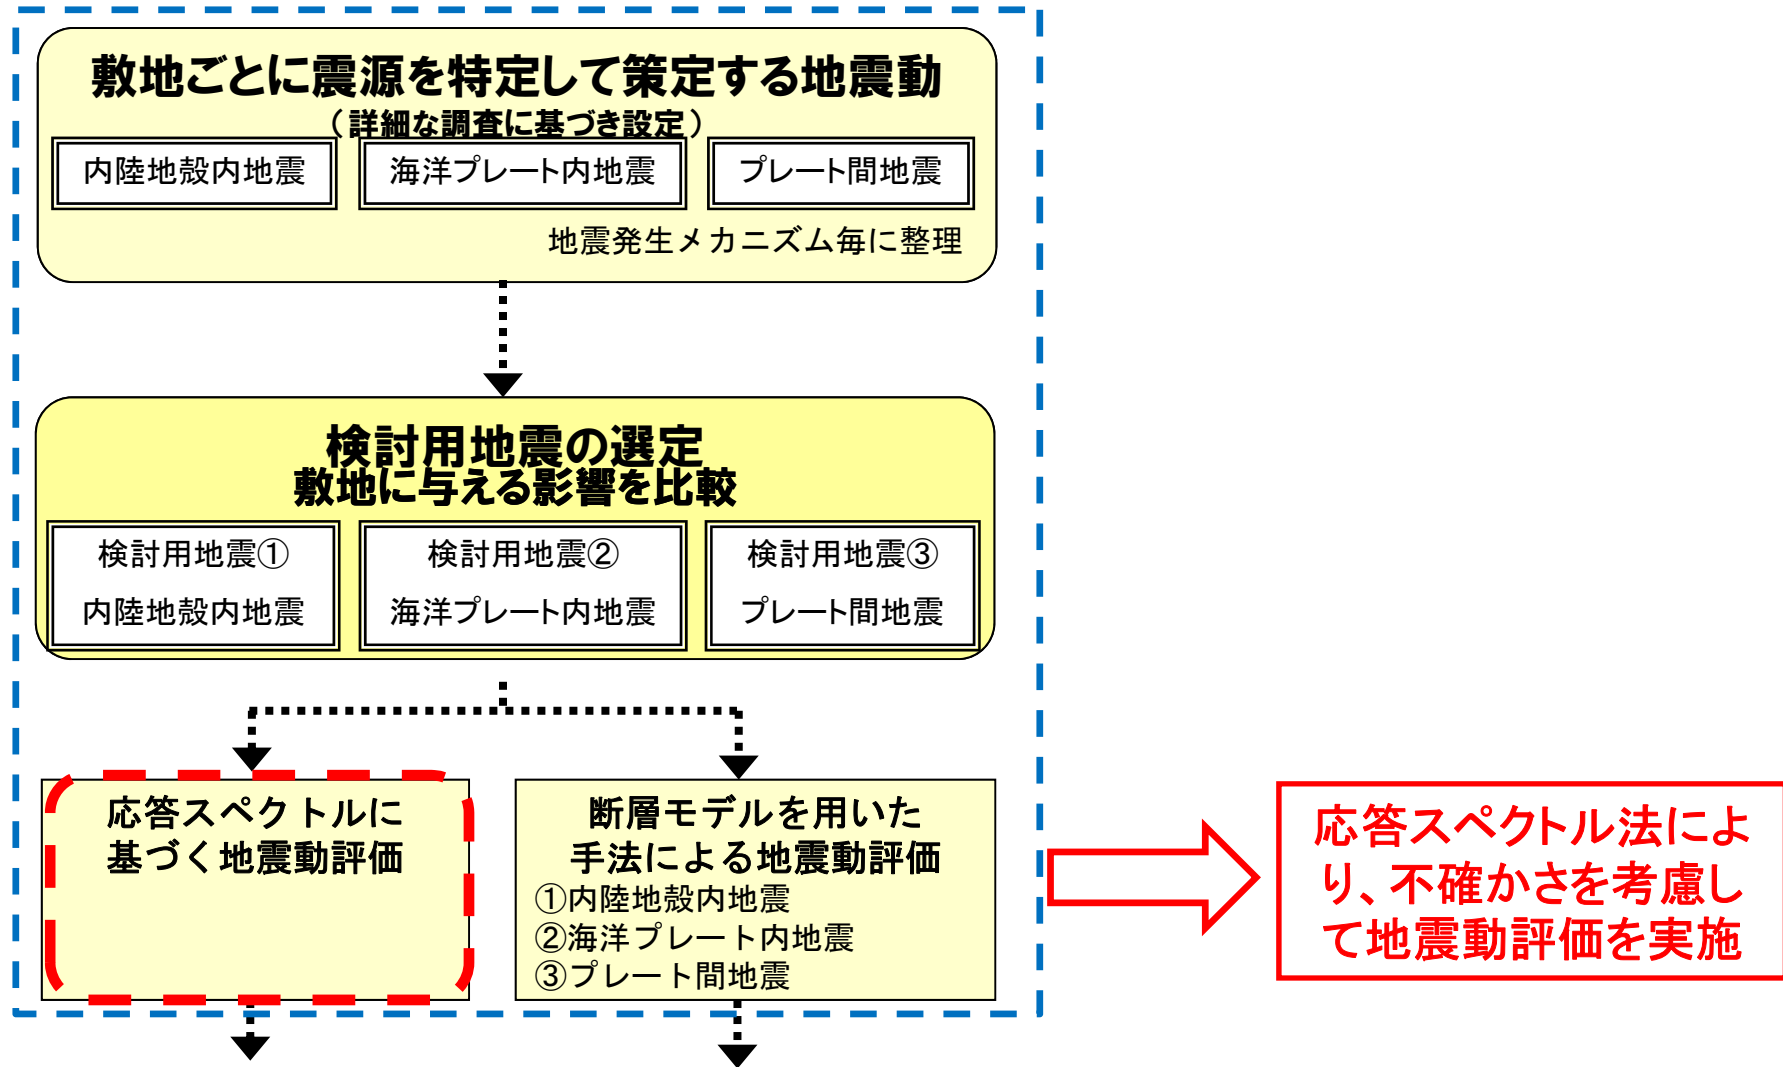 敷地ごとに震源を特定して策定する地震動
（詳細な調査に基づき設定）
内陸地殻内地震
海洋プレート内地震
プレート間地震
地震発生メカニズム毎に整理
検討用地震の選定
敷地に与える影響を比較
検討用地震①
内陸地殻内地震
検討用地震②
海洋プレート内地震
検討用地震③
プレート間地震
応答スペクトルに
基づく地震動評価
断層モデルを用いた
手法による地震動評価
①内陸地殻内地震
②海洋プレート内地震
③プレート間地震
応答スペクトル法によ
り、不確かさを考慮し
て地震動評価を実施